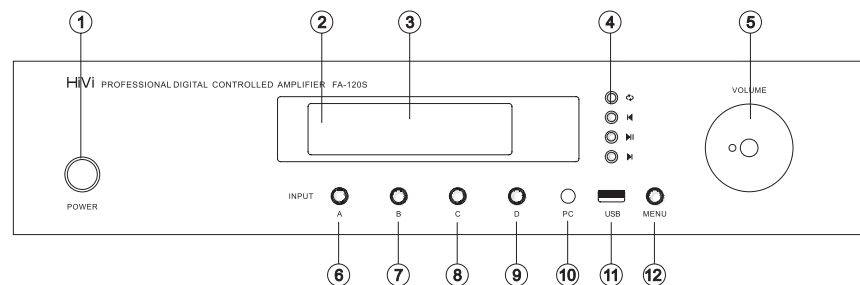 1 2 3 4 5
HiVi PROFESSIONAL DIGITAL CONTROLLED AMPLIFIER FA-120S
VOLUME
INPUT
POWER
A B C D PC USB MENU
6 7 8 9 10 11 12